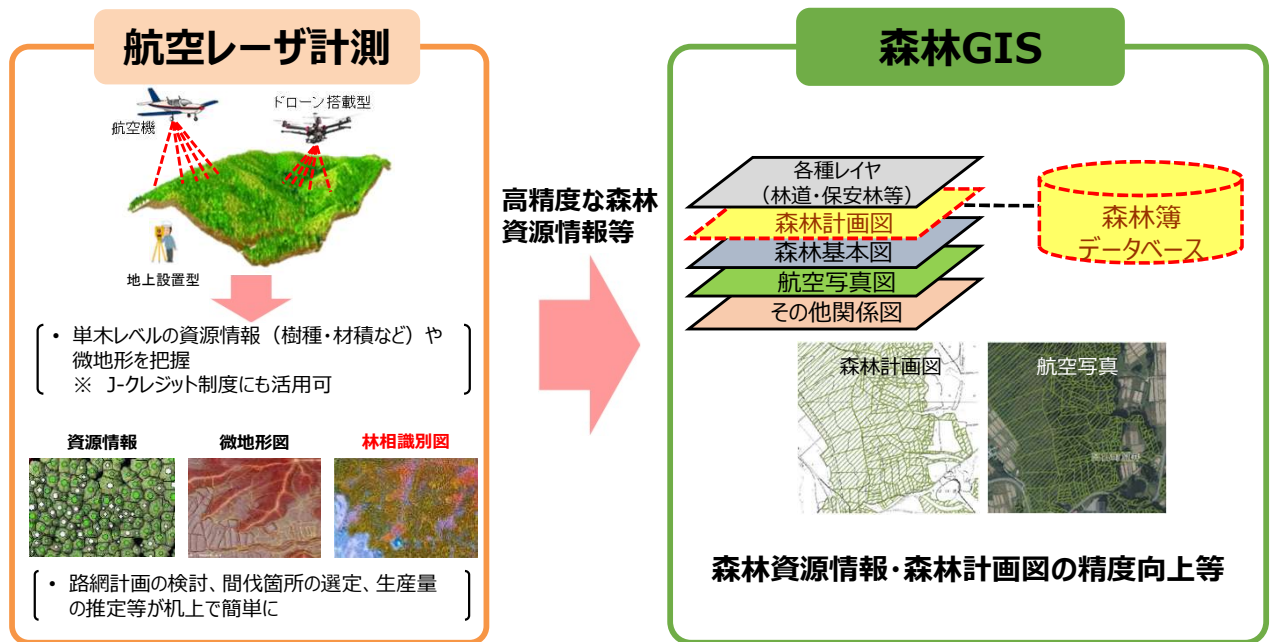 航空レーザ計測
航空機
ドローン搭載型
地上設置型
• 単木レベルの資源情報（樹種・材積など）や
微地形を把握
※ J-クレジット制度にも活用可
資源情報
微地形図
林相識別図
• 路網計画の検討、間伐箇所の選定、生産量
の推定等が机上で簡単に
高精度な森林
資源情報等
森林GIS
各種レイヤ
（林道・保安林等）
森林計画図
森林基本図
航空写真図
その他関係図
森林簿
データベース
森林計画図
航空写真
森林資源情報・森林計画図の精度向上等